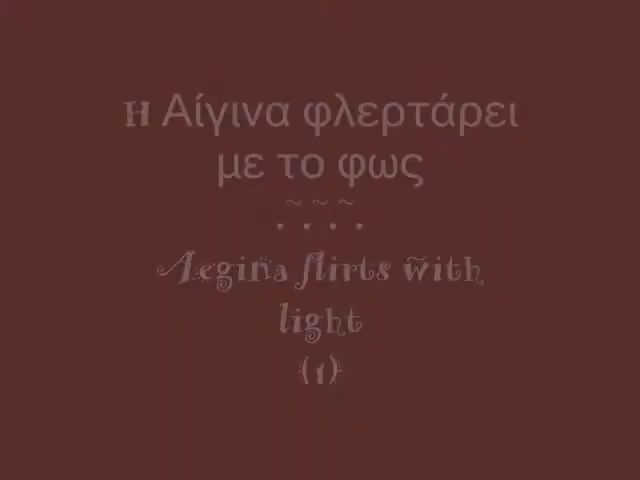 Η Αίγινα φλερτάρει
με το φως
~ ~ ~
. . . .
Aegina flirts with
light
(1)